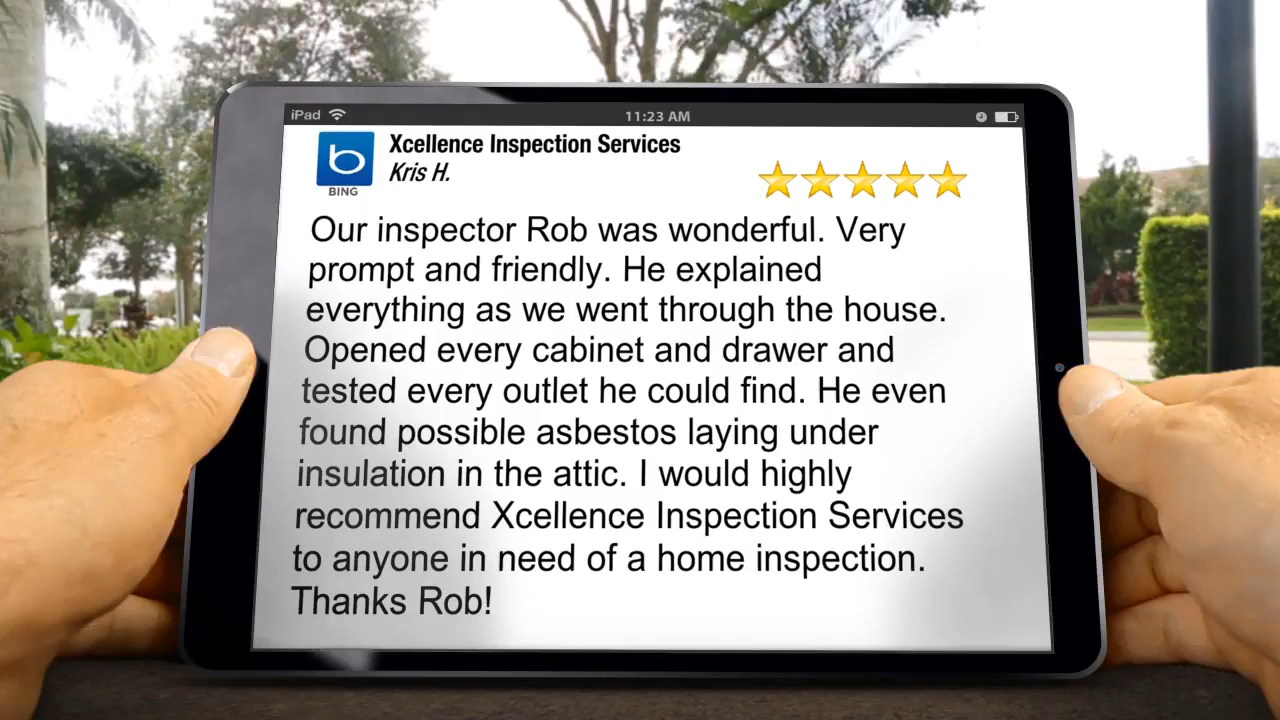 iPad
11:23 AM
Xcellence Inspection Services
Kris H.
b
BING
Our inspector Rob was wonderful. Very
prompt and friendly. He explained
everything as we went through the house.
Opened every cabinet and drawer and
tested every outlet he could find. He even
found possible asbestos laying under
insulation in the attic. I would highly
recommend Xcellence Inspection Services
to anyone in need of a home inspection.
Thanks Rob!